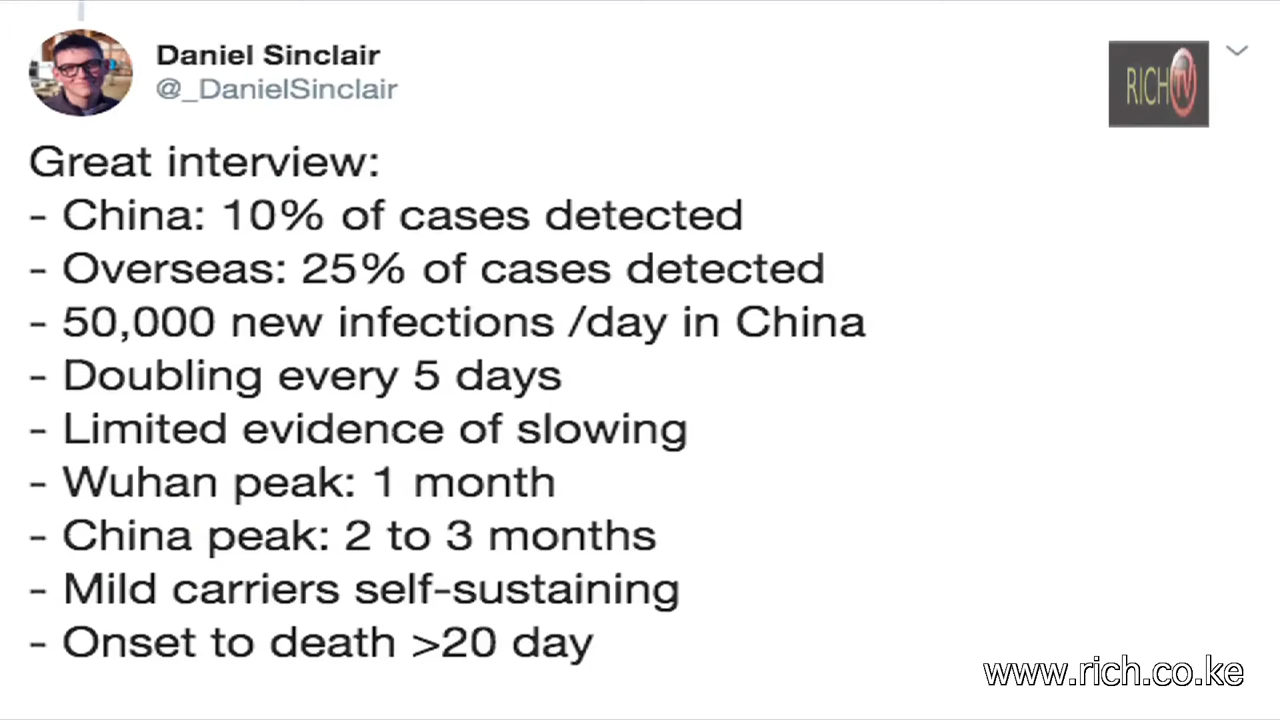 Daniel Sinclair
@_DanielSinclair
RICH TV
Great interview:
- China: 10% of cases detected
- Overseas: 25% of cases detected
- 50,000 new infections /day in China
- Doubling every 5 days
- Limited evidence of slowing
- Wuhan peak: 1 month
- China peak: 2 to 3 months
- Mild carriers self-sustaining
- Onset to death >20 day
www.rich.co.ke